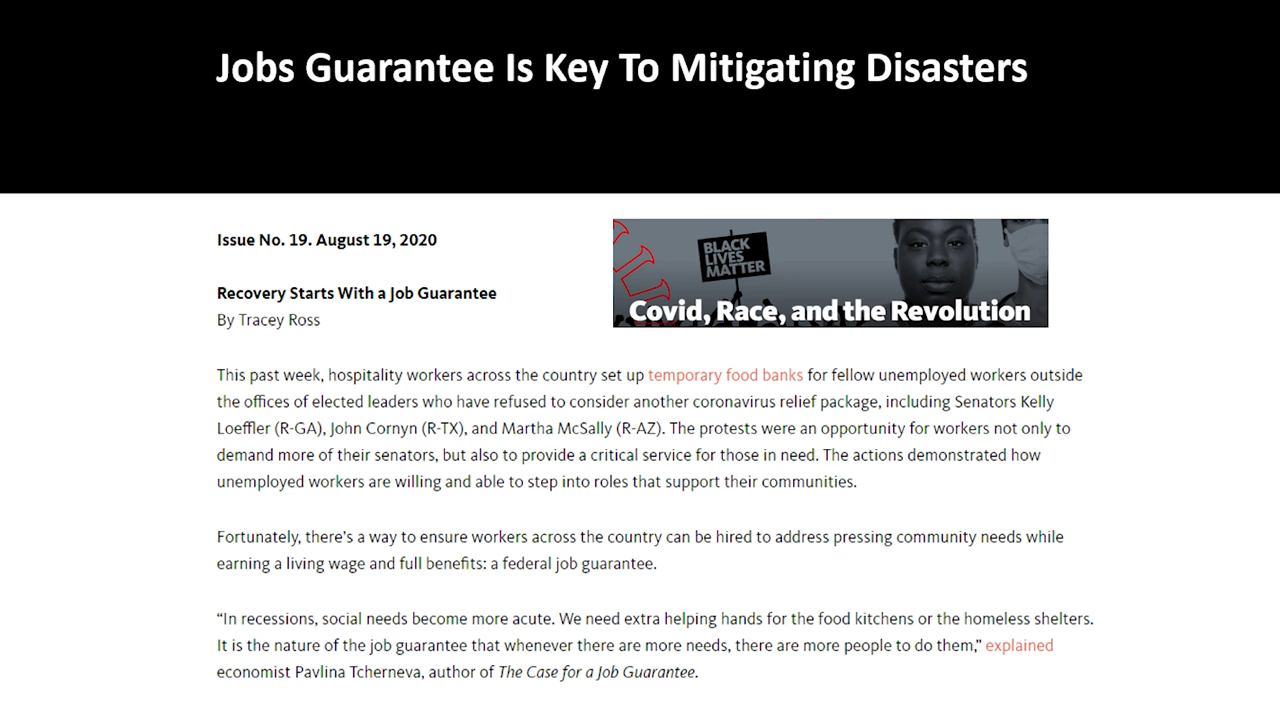 Jobs Guarantee Is Key To Mitigating Disasters
Issue No. 19. August 19, 2020
BLACK
LIVES
MATTER
Covid, Race, and the Revolution
Recovery Starts With a Job Guarantee
By Tracey Ross
This past week, hospitality workers across the country set up temporary food banks for fellow unemployed workers outside
the offices of elected leaders who have refused to consider another coronavirus relief package, including Senators Kelly
Loeffler (R-GA), John Cornyn (R-TX), and Martha McSally (R-AZ). The protests were an opportunity for workers not only to
demand more of their senators, but also to provide a critical service for those in need. The actions demonstrated how
unemployed workers are willing and able to step into roles that support their communities.
Fortunately, there's a way to ensure workers across the country can be hired to address pressing community needs while
earning a living wage and full benefits: a federal job guarantee.
“In recessions, social needs become more acute. We need extra helping hands for the food kitchens or the homeless shelters.
It is the nature of the job guarantee that whenever there are more needs, there are more people to do them,” explained
economist Pavlina Tcherneva, author of The Case for a Job Guarantee.